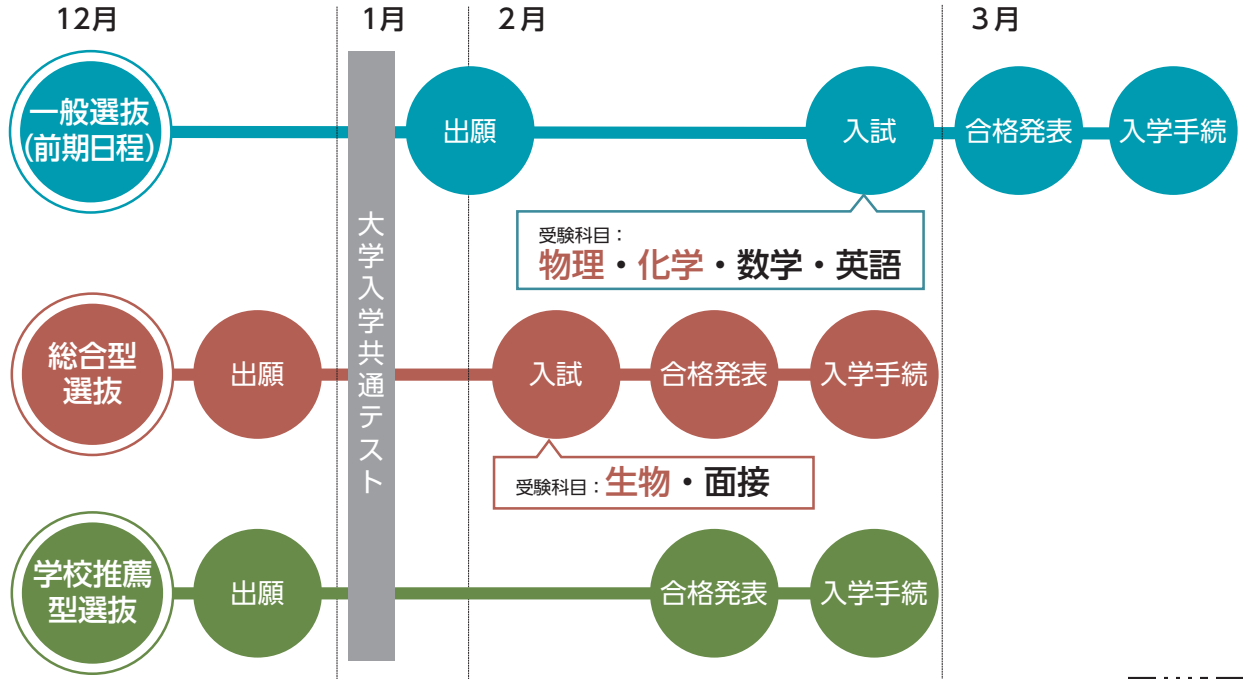 12月
1月
2月
3月
一般選抜
(前期日程)
出願
入試
合格発表
入学手続
受験科目：
物理・化学・数学・英語
大学入学共通テスト
総合型
選抜
出願
入試
合格発表
入学手続
受験科目：生物・面接
学校推薦
型選抜
出願
合格発表
入学手続